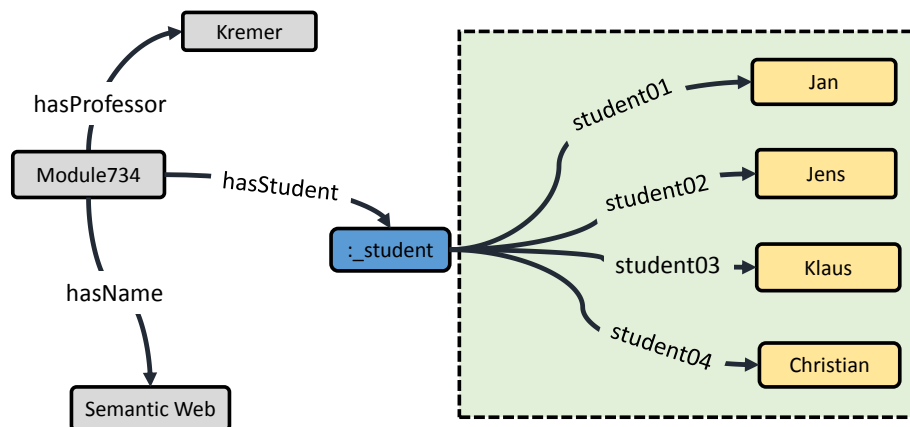 Kremer
hasProfessor
Module734
hasStudent
:_student
hasName
Semantic Web
student01
Jan
student02
Jens
student03
Klaus
student04
Christian